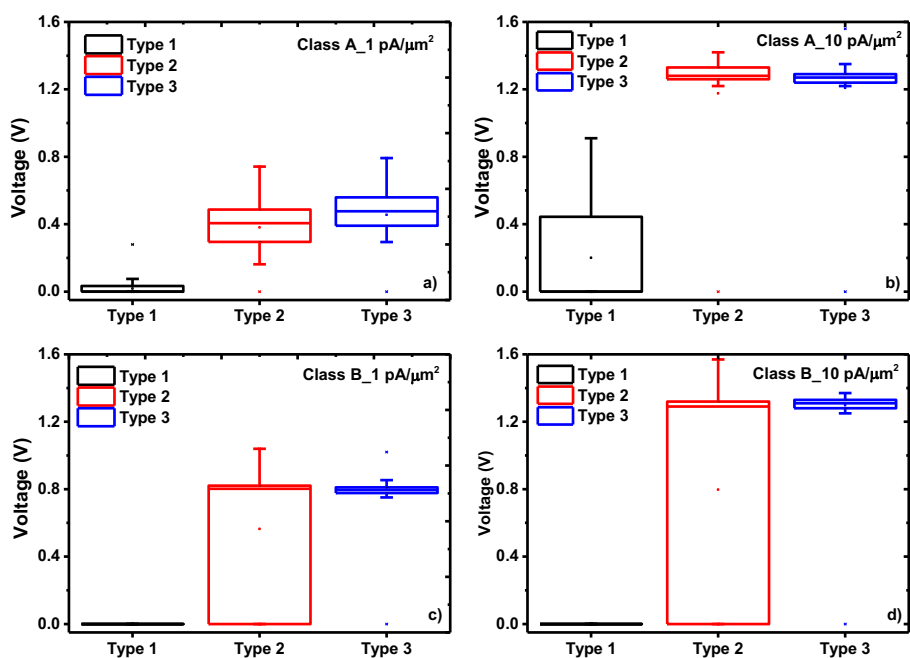 1.6
1.2
0.8
0.4
0.0
Voltage (V)
Type 1
Type 2
Type 3
Class A_1 pA/μm²
a)
Type 1 Type 2 Type 3
1.6
1.2
0.8
0.4
0.0
Voltage (V)
Type 1
Type 2
Type 3
Class A_10 pA/μm²
b)
Type 1 Type 2 Type 3
1.6
1.2
0.8
0.4
0.0
Voltage (V)
Type 1
Type 2
Type 3
Class B_1 pA/μm²
c)
Type 1 Type 2 Type 3
1.6
1.2
0.8
0.4
0.0
Voltage (V)
Type 1
Type 2
Type 3
Class B_10 pA/μm²
d)
Type 1 Type 2 Type 3